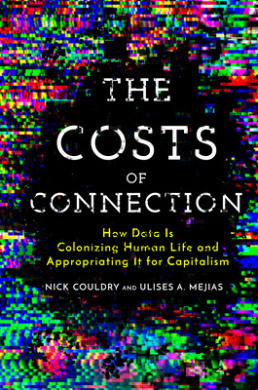 THE
COSTS
OF
CONNECTION
How Data Is
Colonizing Human Life and
Appropriating It for Capitalism
NICK COULDRY AND ULISES A. MEJIAS